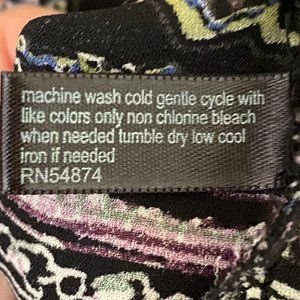 machine wash cold gentle cycle with
like colors only non chlorine bleach
when needed tumble dry low cool
iron if needed
RN54874